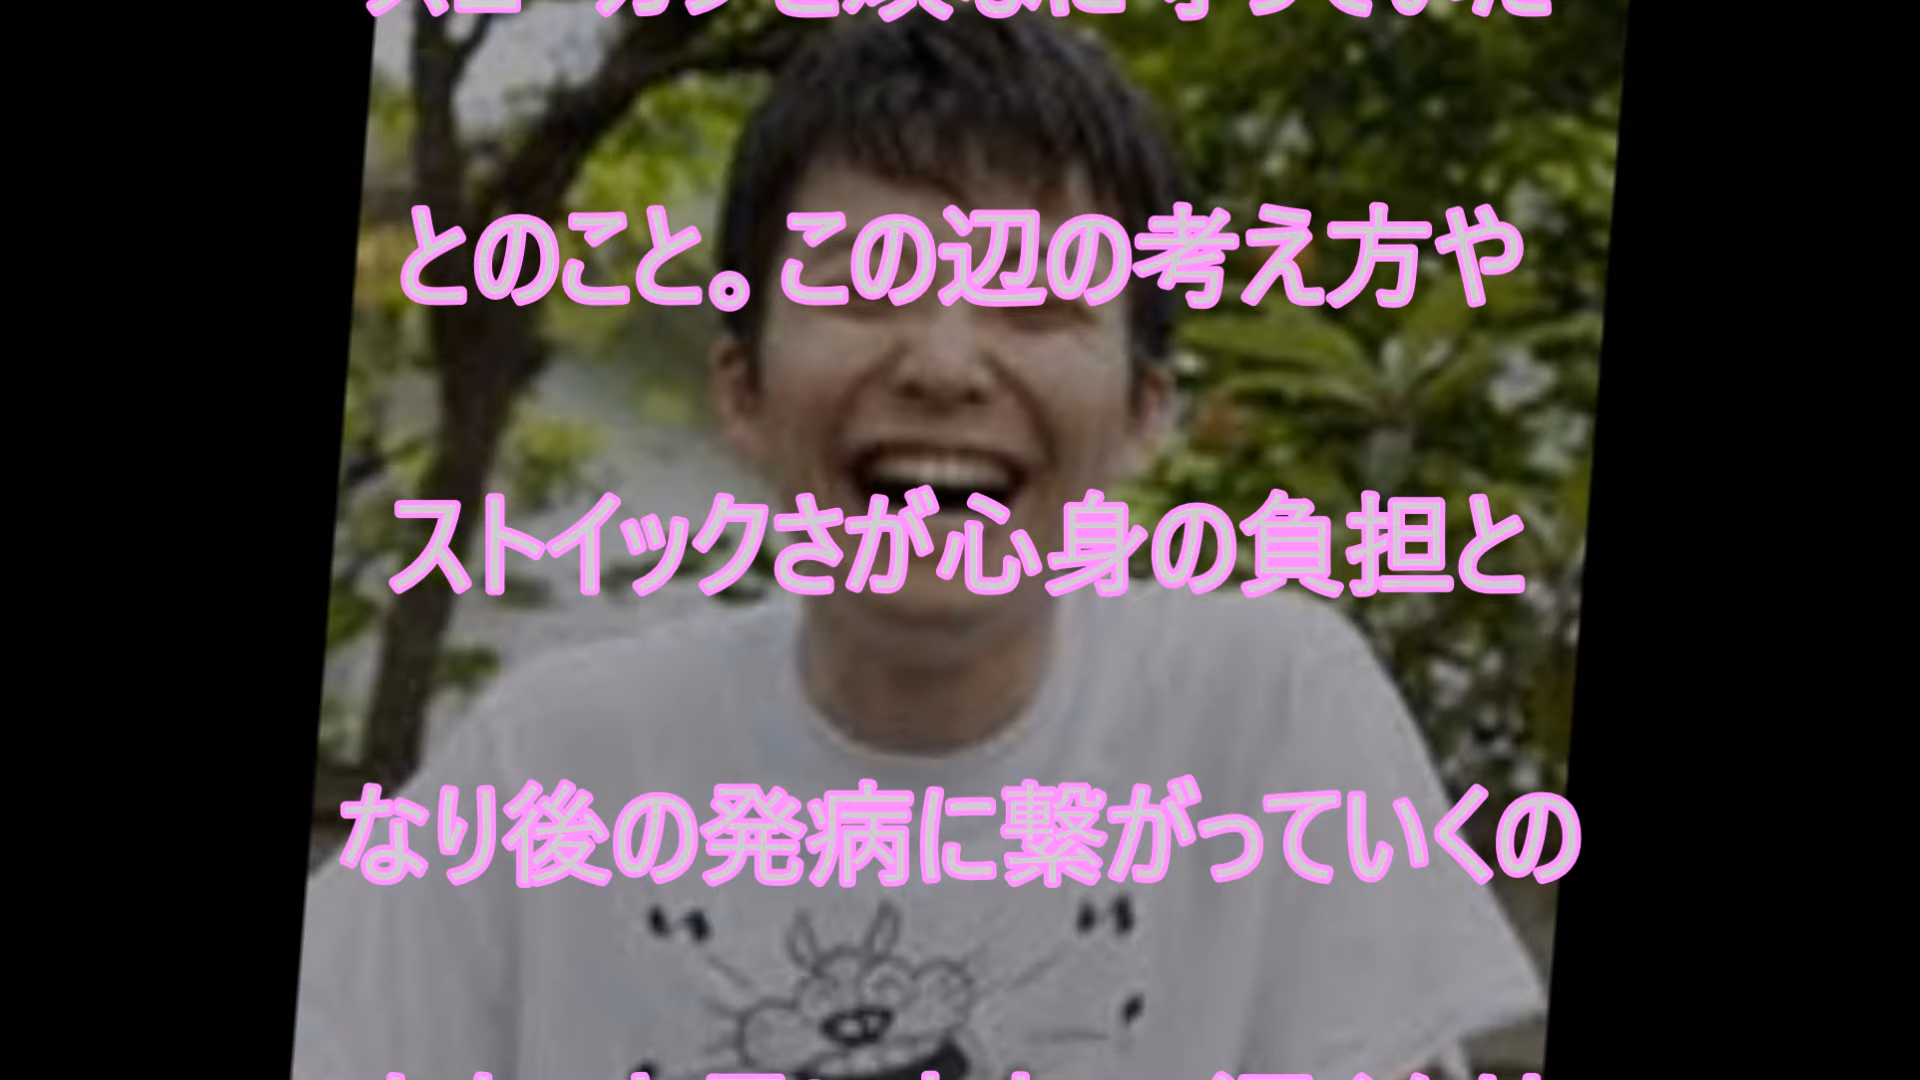 とのこと。この辺の考え方や
ストイックさが心身の負担と
なり後の発病に繋がっていくの